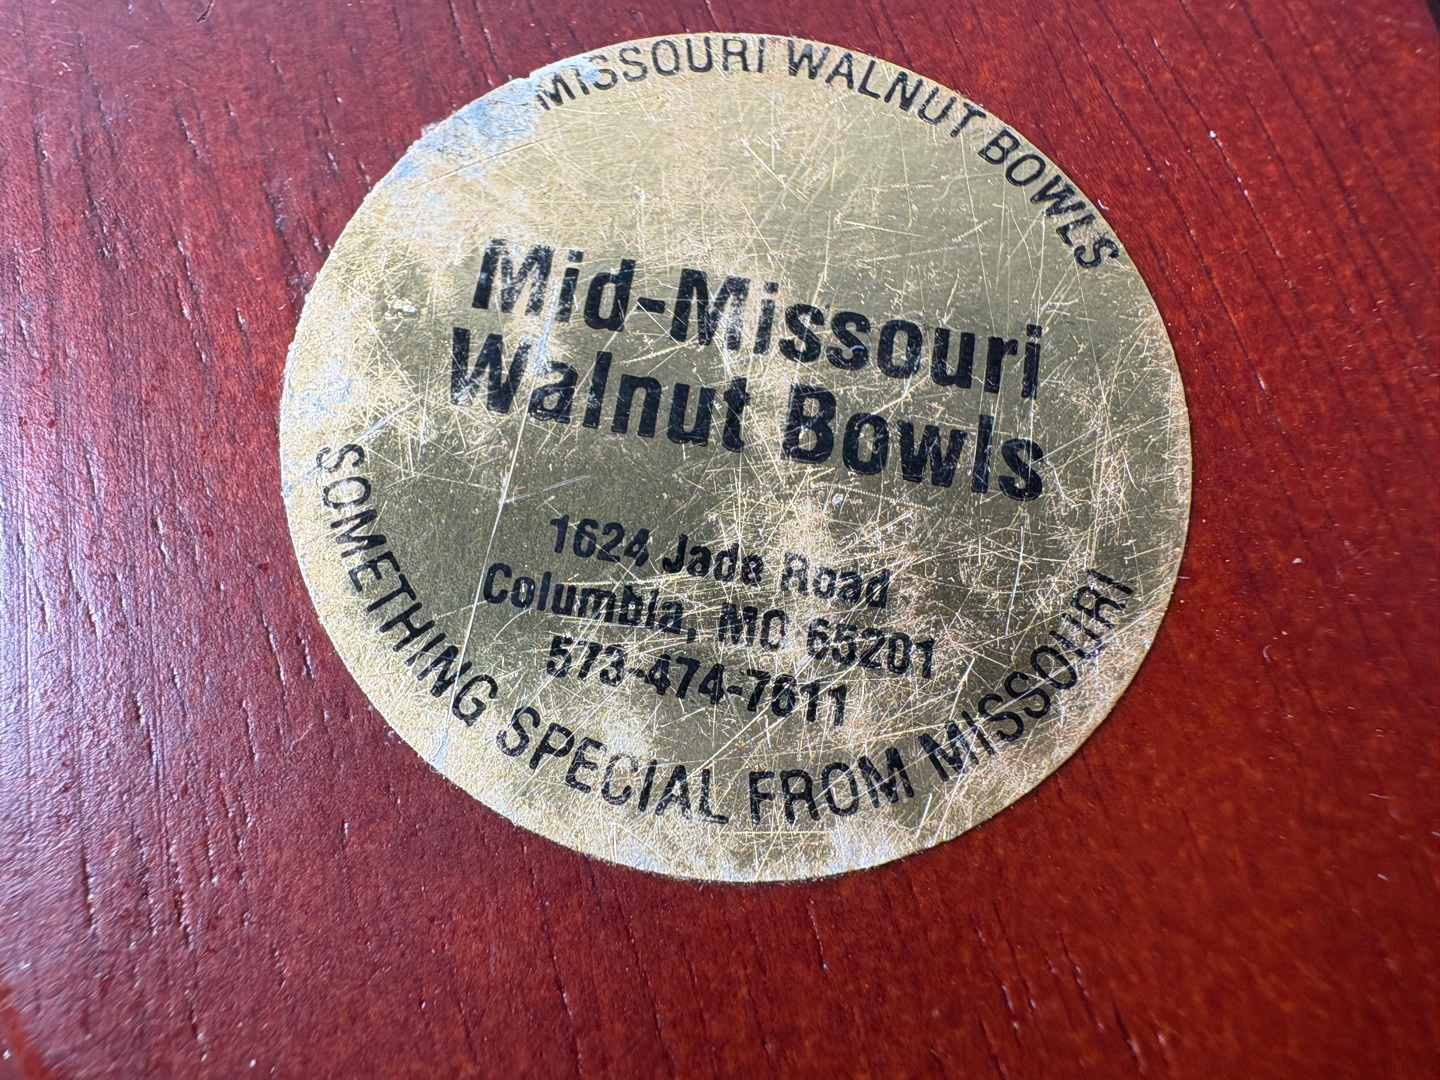 MISSOURI WALNUT BOWLS
Mid-Missouri
Walnut Bowls
1624 Jade Road
Columbia, MO 65201
573-474-7611
SOMETHING SPECIAL FROM MISSOURI